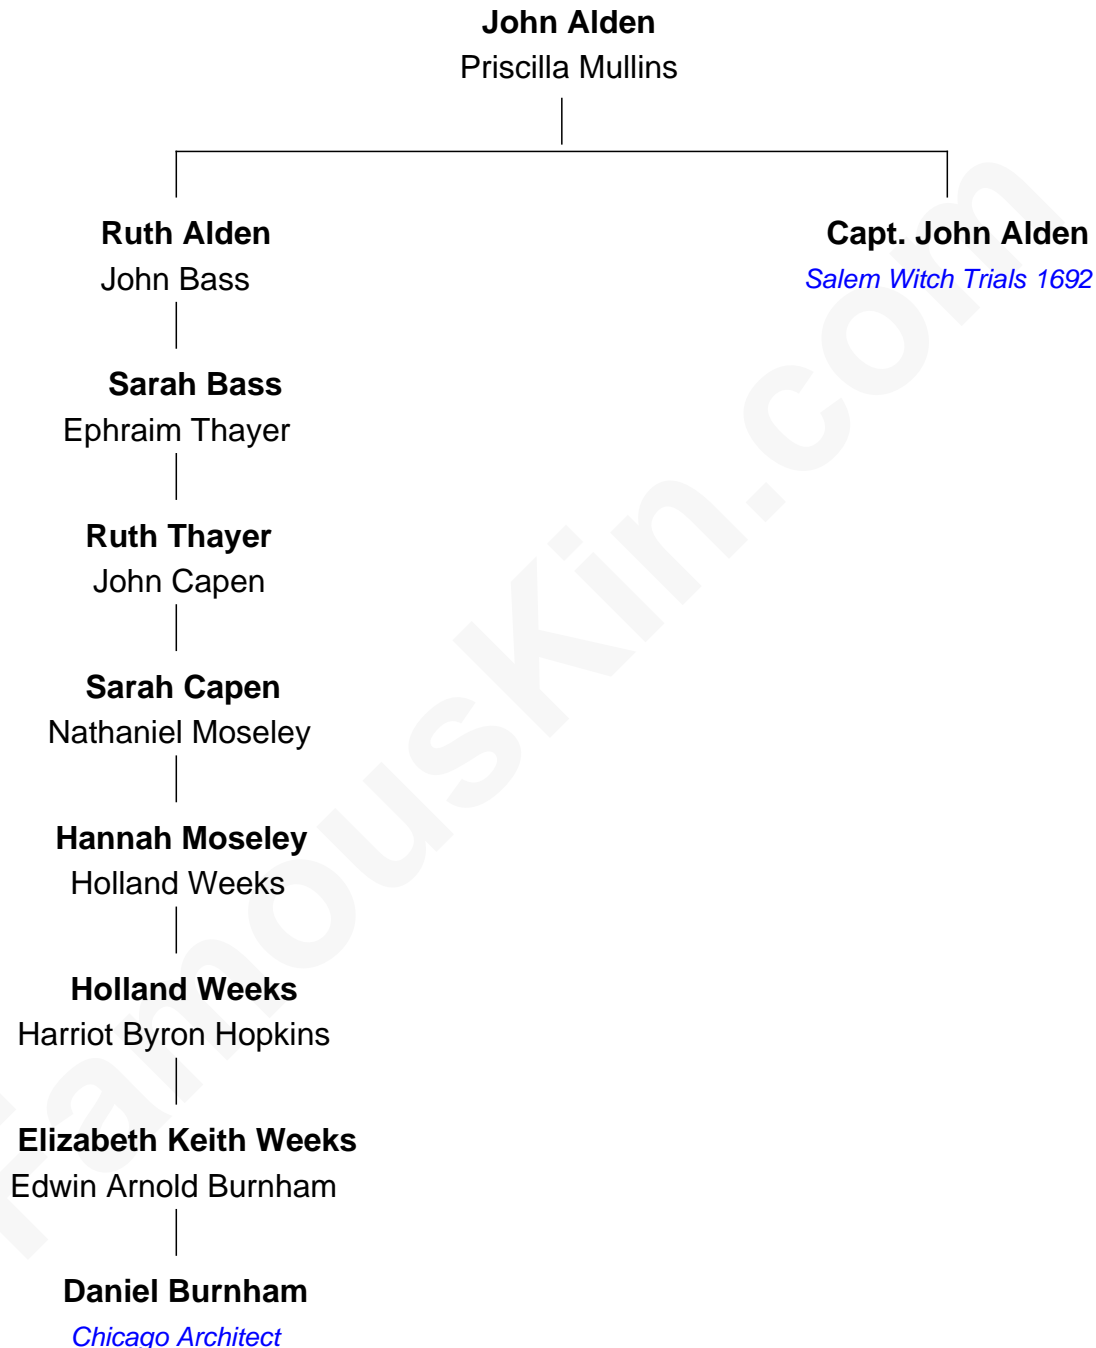 John Alden
Priscilla Mullins
Ruth Alden
John Bass
Capt. John Alden
Salem Witch Trials 1692
Sarah Bass
Ephraim Thayer
Ruth Thayer
John Capen
Sarah Capen
Nathaniel Moseley
Hannah Moseley
Holland Weeks
Holland Weeks
Harriot Byron Hopkins
Elizabeth Keith Weeks
Edwin Arnold Burnham
Daniel Burnham
Chicago Architect
FamousKin.com